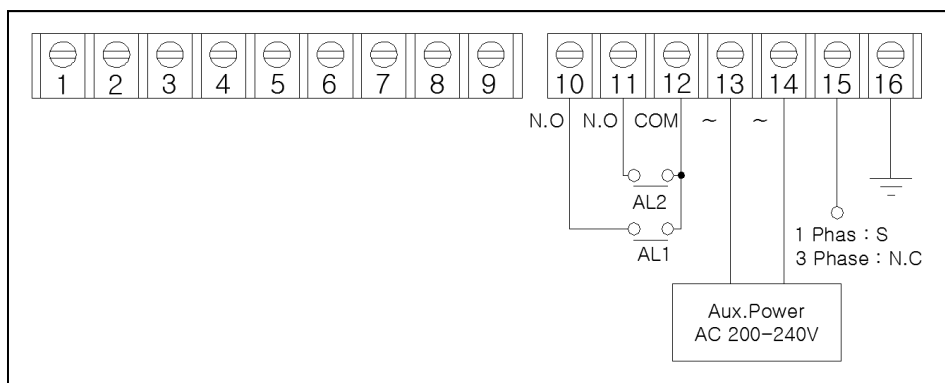 1 2 3 4 5 6 7 8 9 10 11 12 13 14 15 16
N.O N.O COM ~ ~
AL2
AL1
1 Phas : S
3 Phase : N.C
Aux.Power
AC 200-240V